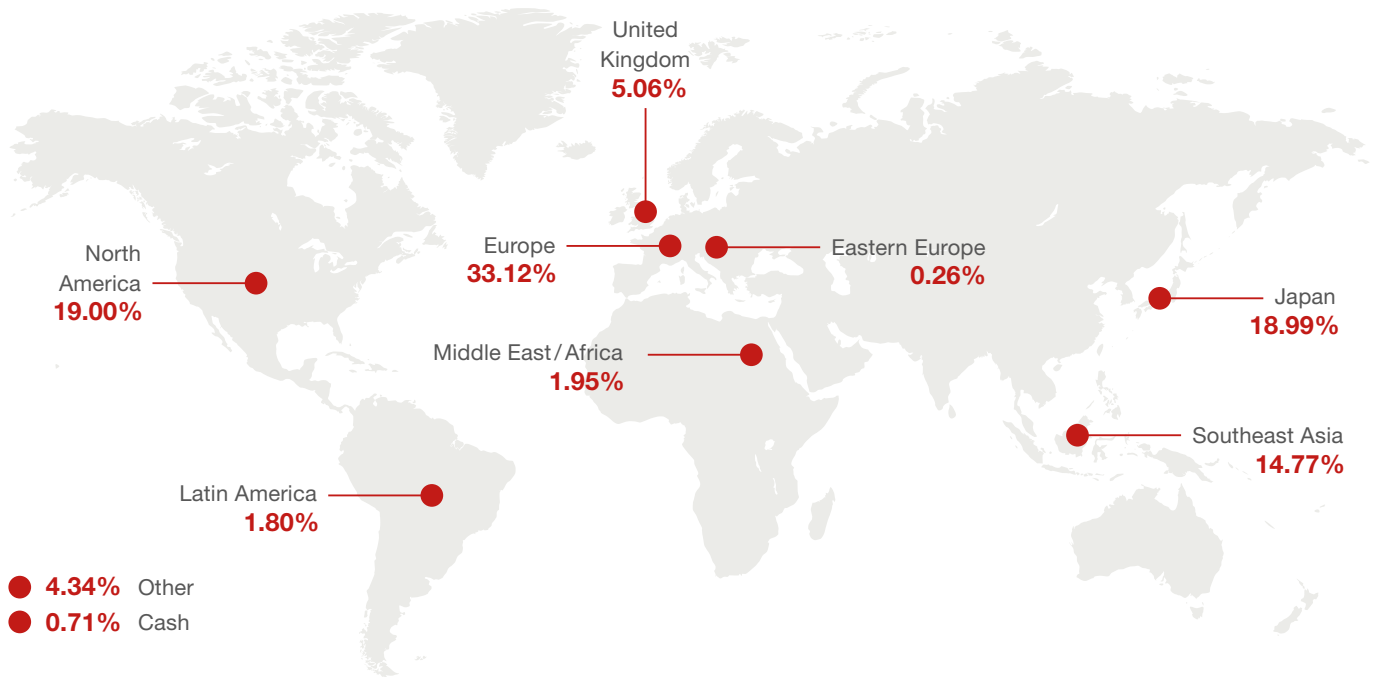 United
Kingdom
5.06%
North
America
19.00%
Europe
33.12%
Eastern Europe
0.26%
Japan
18.99%
Middle East/Africa
1.95%
Southeast Asia
14.77%
Latin America
1.80%
4.34% Other
0.71% Cash